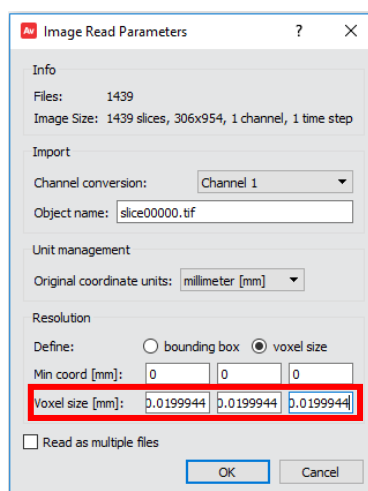 Av Image Read Parameters ? ×
Info
Files: 1439
Image Size: 1439 slices, 306x954, 1 channel, 1 time step
Import
Channel conversion: Channel 1
Object name: slice00000.tif
Unit management
Original coordinate units: millimeter [mm]
Resolution
Define: bounding box voxel size
Min coord [mm]: 0 0 0
Voxel size [mm]: 0.0199944 0.0199944 0.0199944
Read as multiple files
OK Cancel